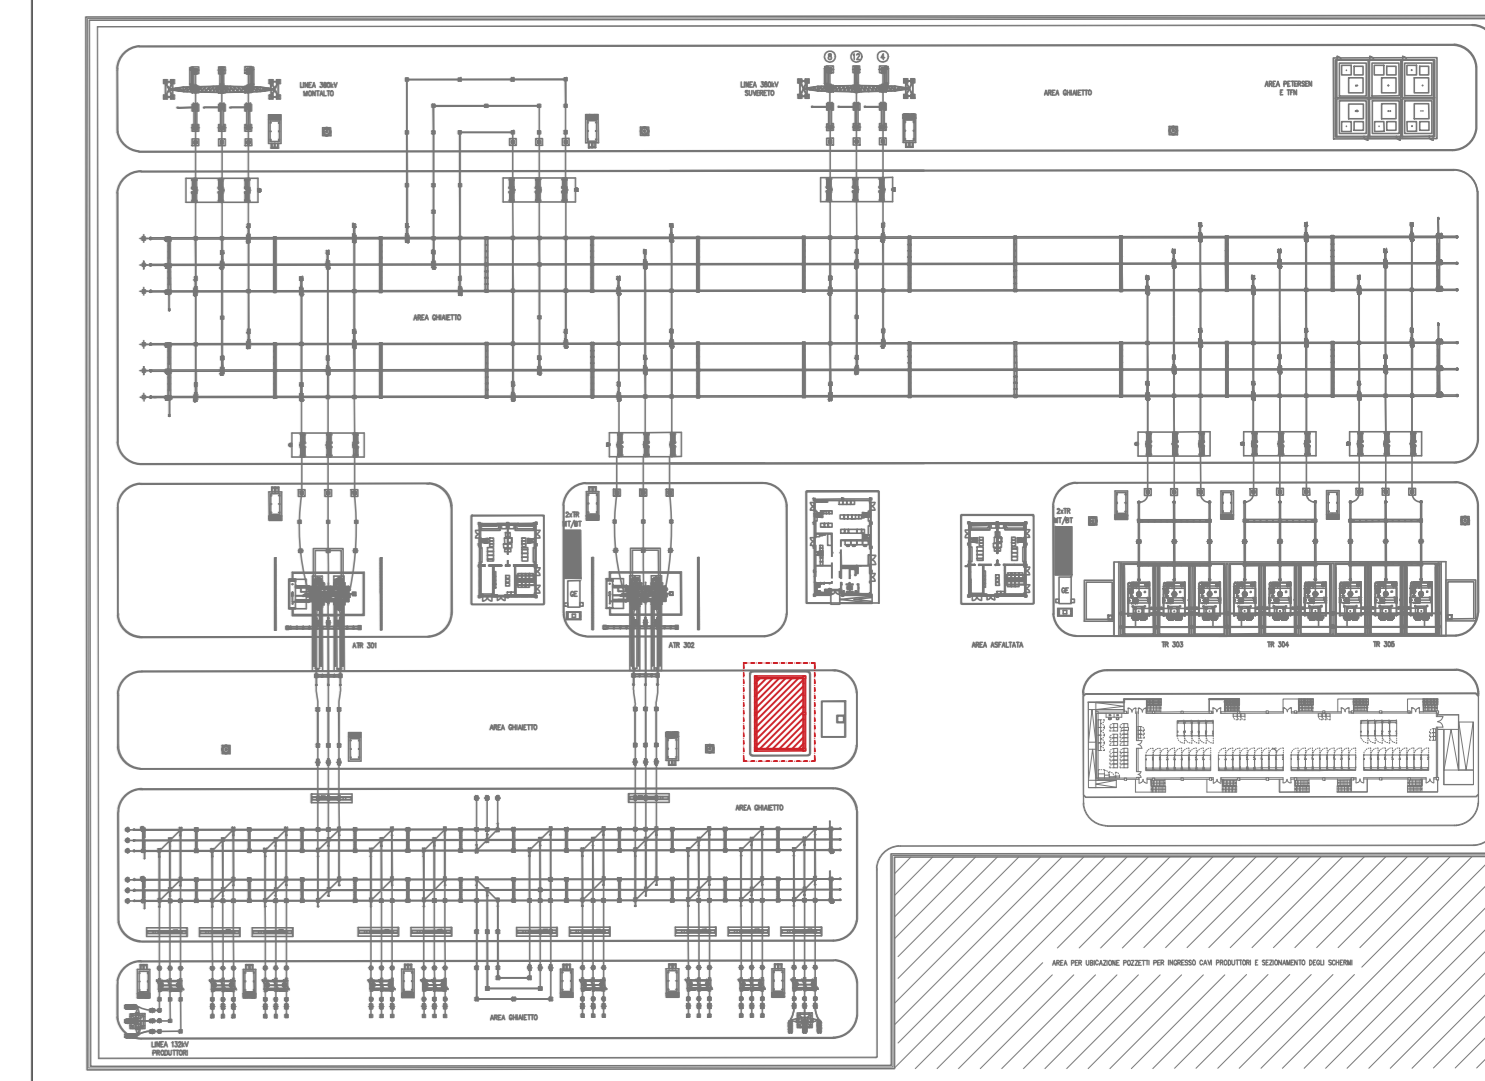 8 12 4
LINEA 380kV
MONTALTO
LINEA 380kV
SUVERETO
AREA GHIAIETTO
AREA PETERSEN
E TFN
AREA GHIAIETTO
2xTR
MT/BT
GE
2xTR
MT/BT
GE
ATR 301
ATR 302
AREA ASFALTATA
TR 303
TR 304
TR 305
AREA GHIAIETTO
AREA GHIAIETTO
AREA PER UBICAZIONE POZZETTI PER INGRESSO CAVI PRODUTTORI E SEZIONAMENTO DEGLI SCHERMI
AREA GHIAIETTO
LINEA 132kV
PRODUTTORI